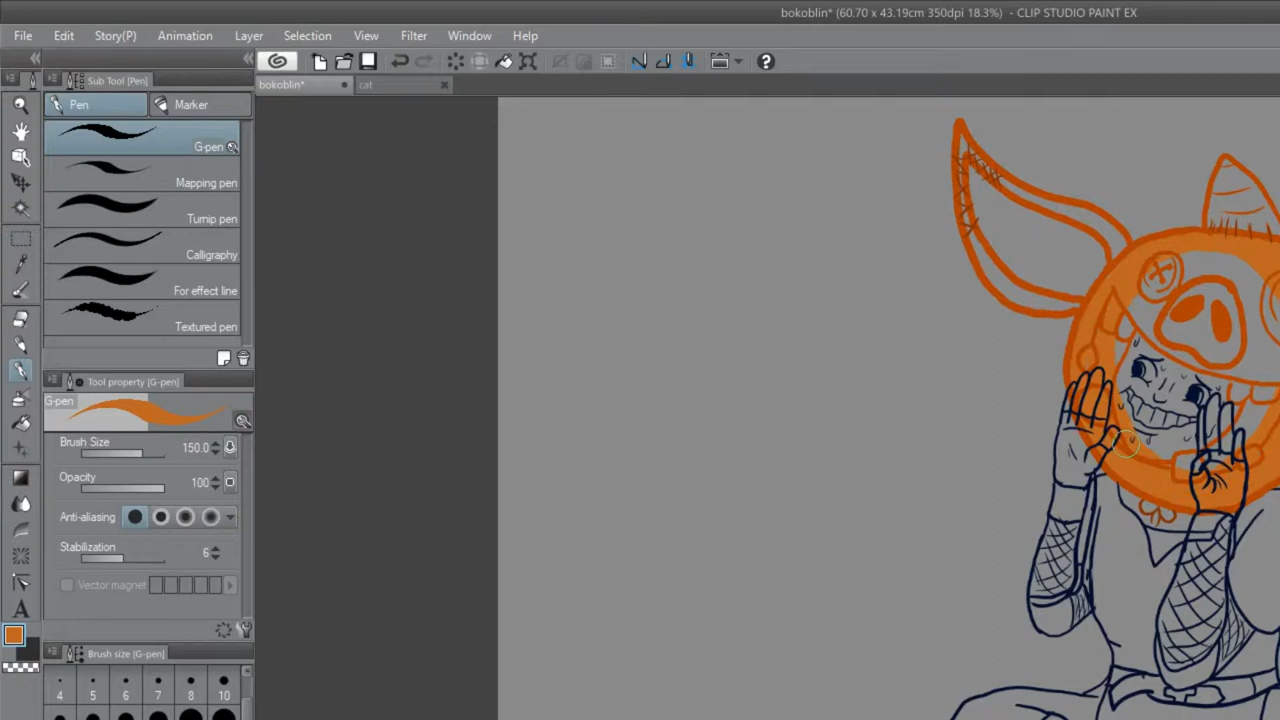 bokoblin* (60.70 x 43.19cm 350dpi 18.3%) - CLIP STUDIO PAINT EX
File Edit Story(P) Animation Layer Selection View Filter Window Help
Sub Tool [Pen]
bokoblin* cat
Pen Marker
G-pen
Mapping pen
Turnip pen
Calligraphy
For effect line
Textured pen
Tool property [G-pen]
G-pen
Brush Size 150.0
Opacity 100
Anti-aliasing
Stabilization 6
Vector magnet
Brush size [G-pen]
4 5 6 7 8 10